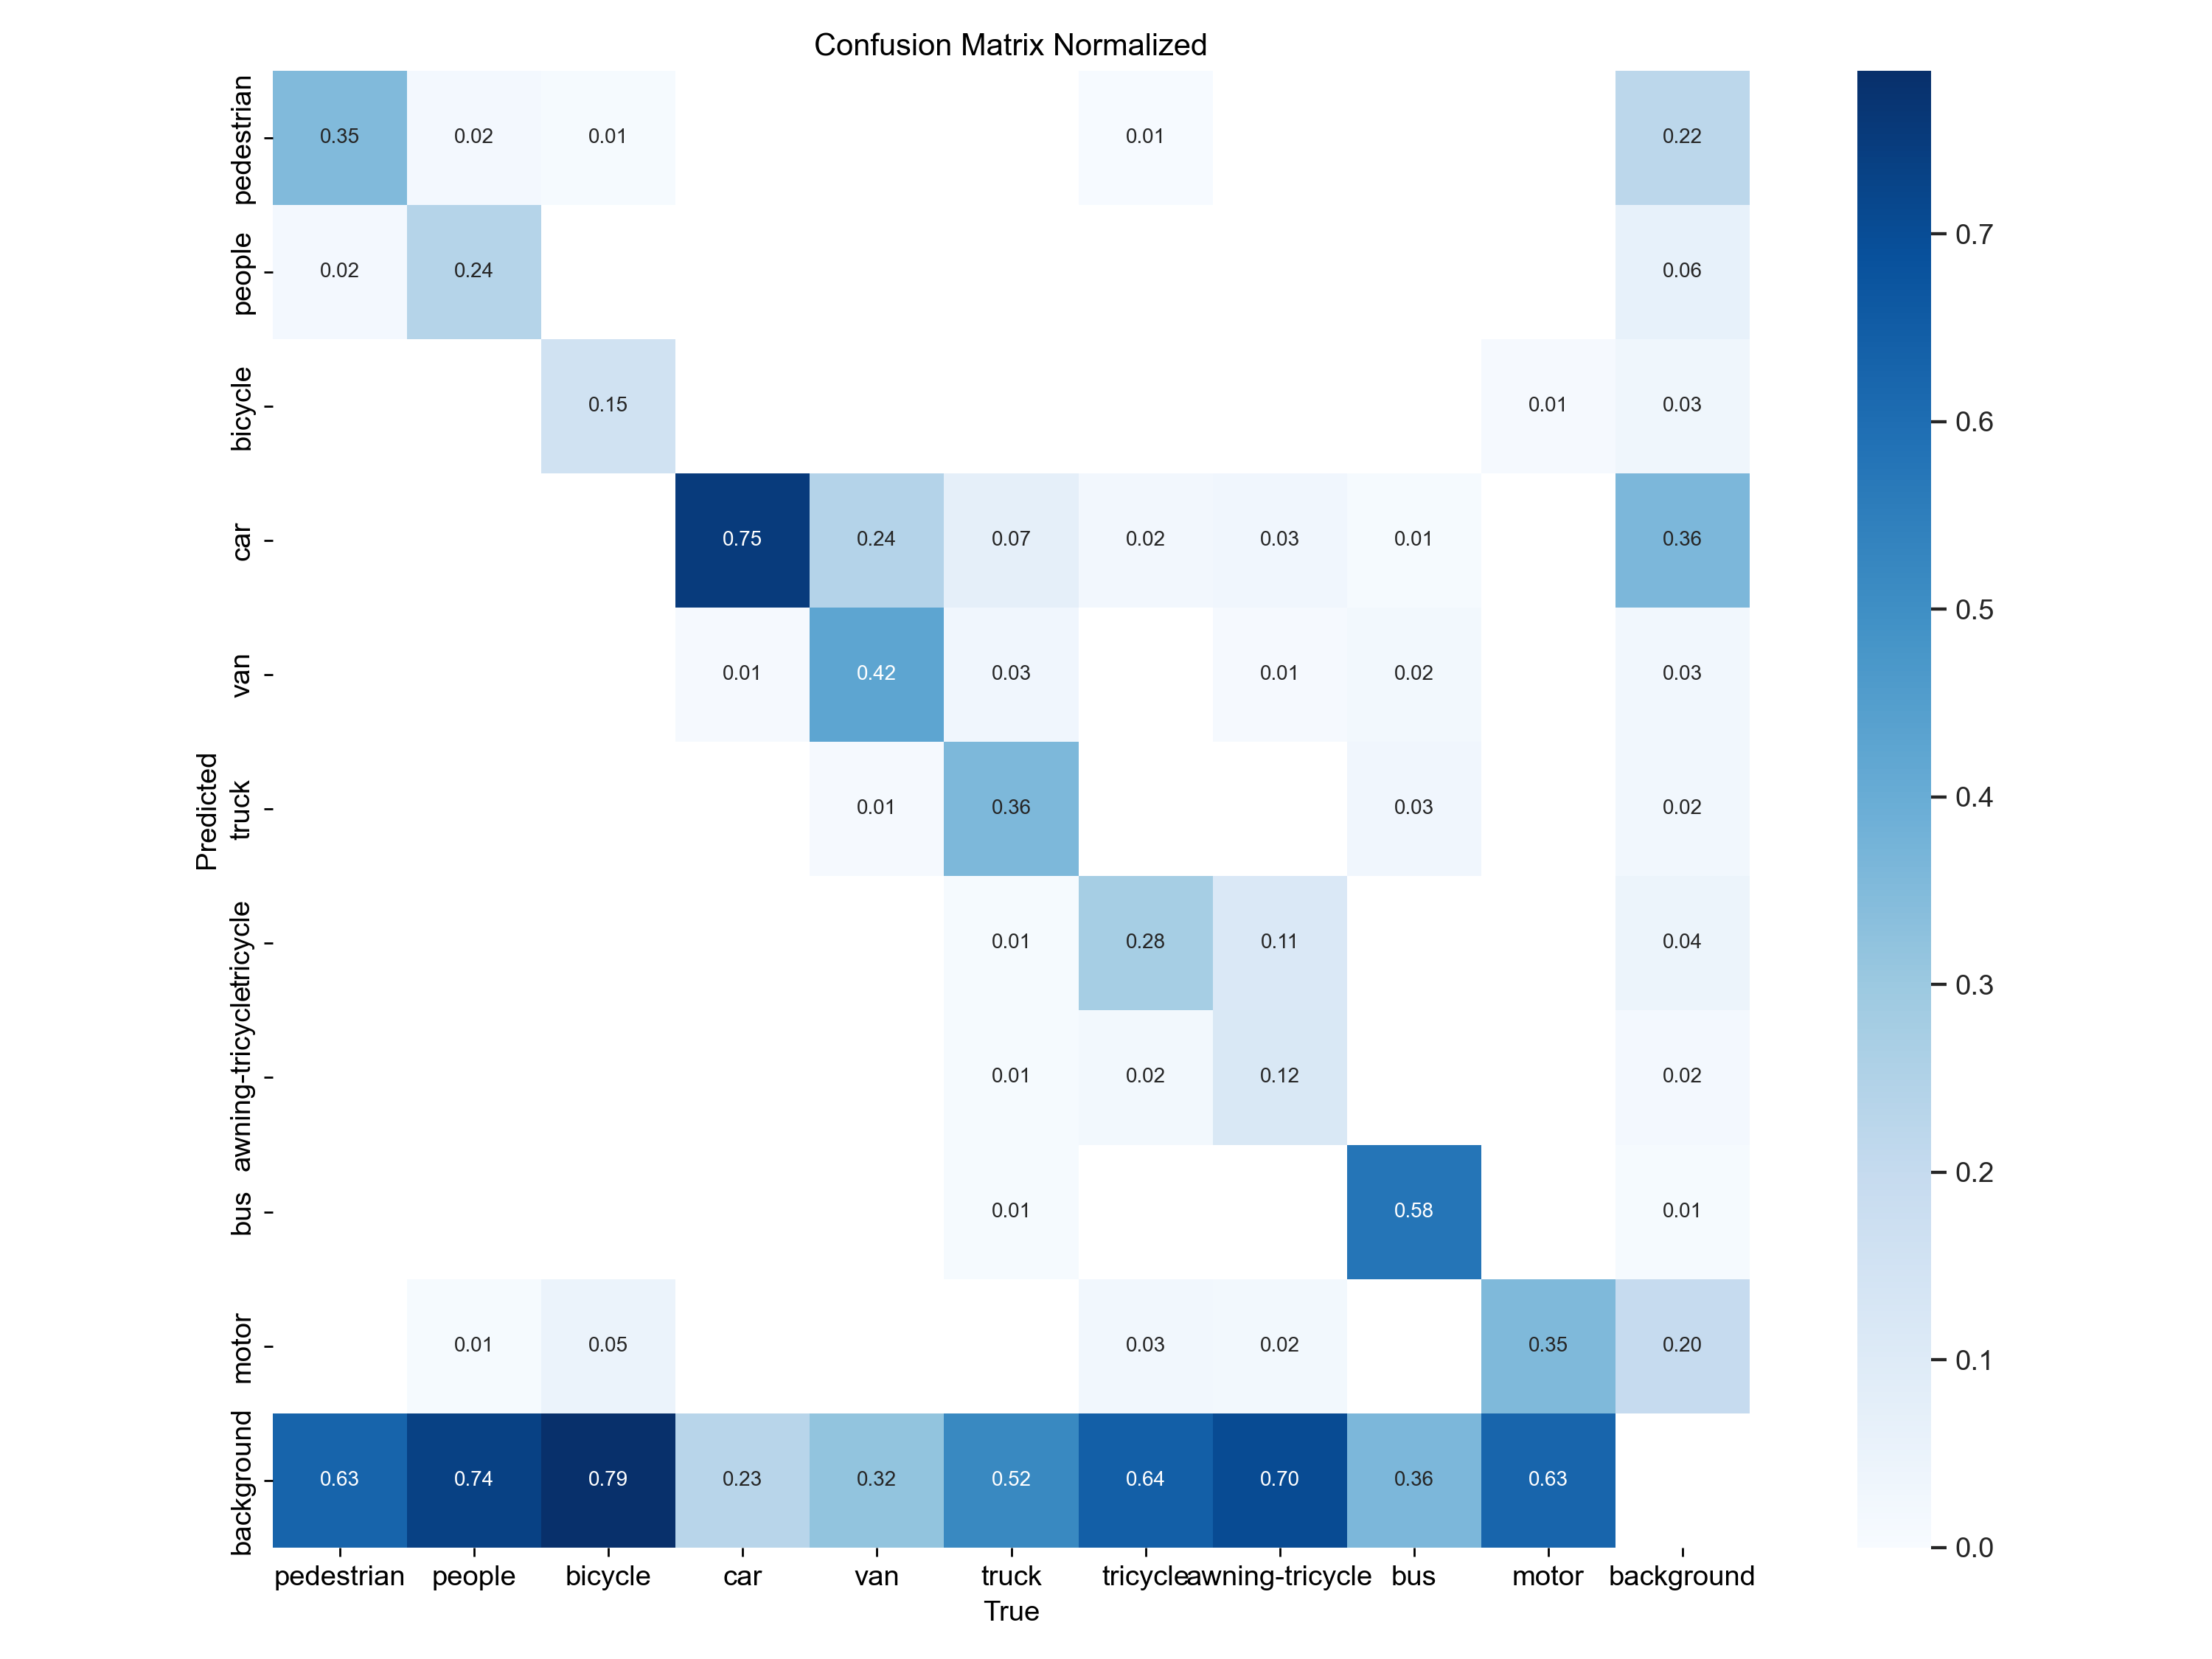 Confusion Matrix Normalized
pedestrian 0.35 0.02 0.01 0.01 0.22
people 0.02 0.24 0.06
bicycle 0.15 0.01 0.03
car 0.75 0.24 0.07 0.02 0.03 0.01 0.36
van 0.01 0.42 0.03 0.01 0.02 0.03
truck 0.01 0.36 0.03 0.02
tricycle 0.01 0.28 0.11 0.04
awning-tricycle 0.01 0.02 0.12 0.02
bus 0.01 0.58 0.01
motor 0.01 0.05 0.03 0.02 0.35 0.20
background 0.63 0.74 0.79 0.23 0.32 0.52 0.64 0.70 0.36 0.63
pedestrian people bicycle car van truck tricycle awning-tricycle bus motor background
True
Predicted
0.7
0.6
0.5
0.4
0.3
0.2
0.1
0.0